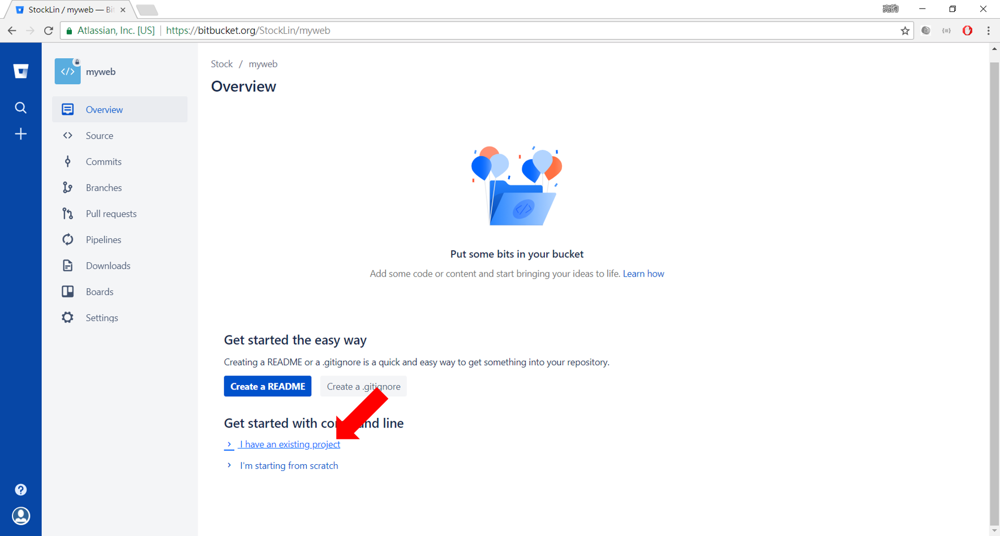 StockLin / myweb — Bi
亮昀
Atlassian, Inc. [US] | https://bitbucket.org/StockLin/myweb
</> myweb
Stock / myweb
Overview
Overview
Source
Commits
Branches
Pull requests
Pipelines
Downloads
Boards
Settings
</>
Put some bits in your bucket
Add some code or content and start bringing your ideas to life. Learn how
Get started the easy way
Creating a README or a .gitignore is a quick and easy way to get something into your repository.
Create a README Create a .gitignore
Get started with co nd line
> I have an existing project
> I'm starting from scratch